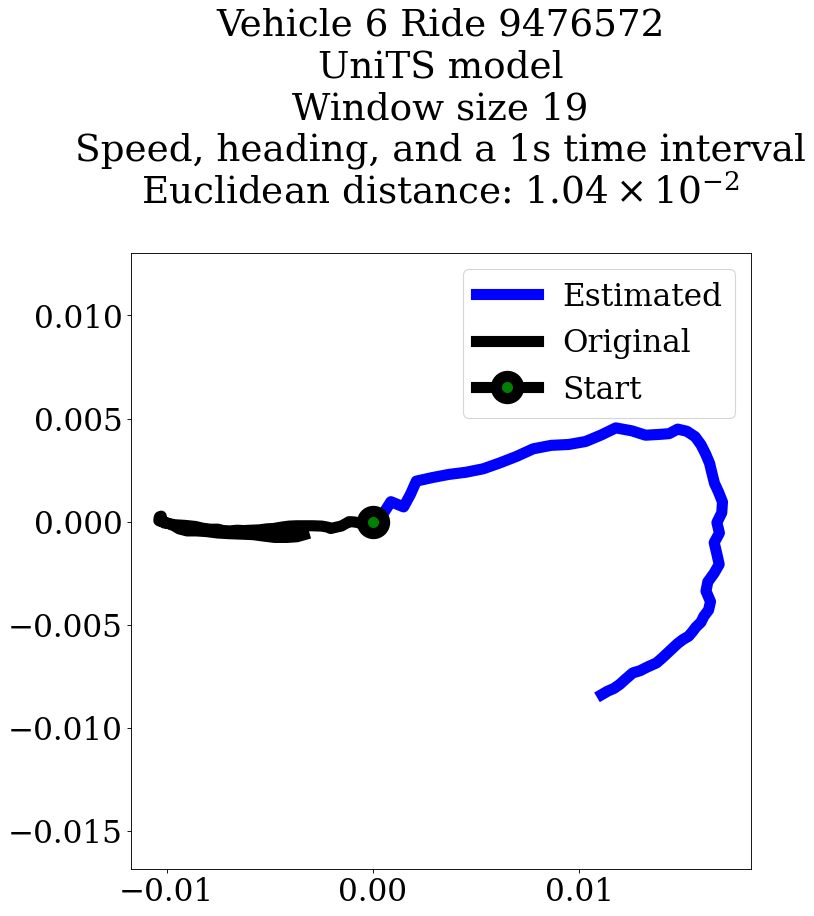 Vehicle 6 Ride 9476572
UniTS model
Window size 19
Speed, heading, and a 1s time interval
Euclidean distance: 1.04 × 10⁻²
Estimated
Original
Start
0.010
0.005
0.000
−0.005
−0.010
−0.015
−0.01
0.00
0.01